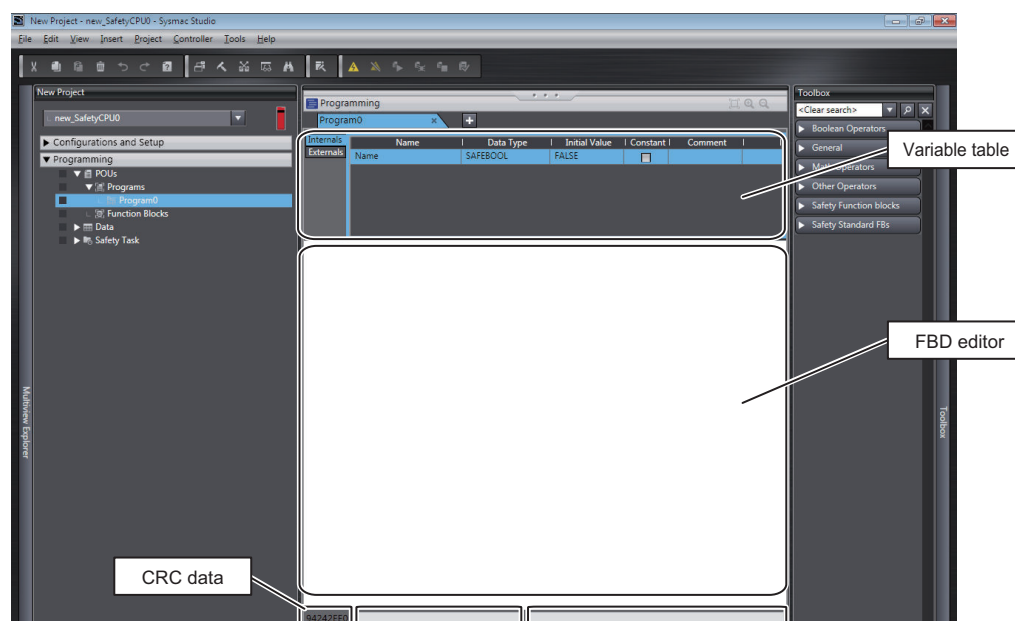 New Project - new_SafetyCPU0 - Sysmac Studio
File Edit View Insert Project Controller Tools Help
New Project
new_SafetyCPU0
Configurations and Setup
Programming
POUs
Programs
Program0
Function Blocks
Data
Safety Task
Multiview Explorer
Programming
Program0
Internals
Externals
Name Data Type Initial Value Constant Comment
Name SAFEBOOL FALSE
Toolbox
<Clear search>
Boolean Operators
General
Math Operators
Other Operators
Safety Function blocks
Safety Standard FBs
Toolbox
Variable table
FBD editor
CRC data